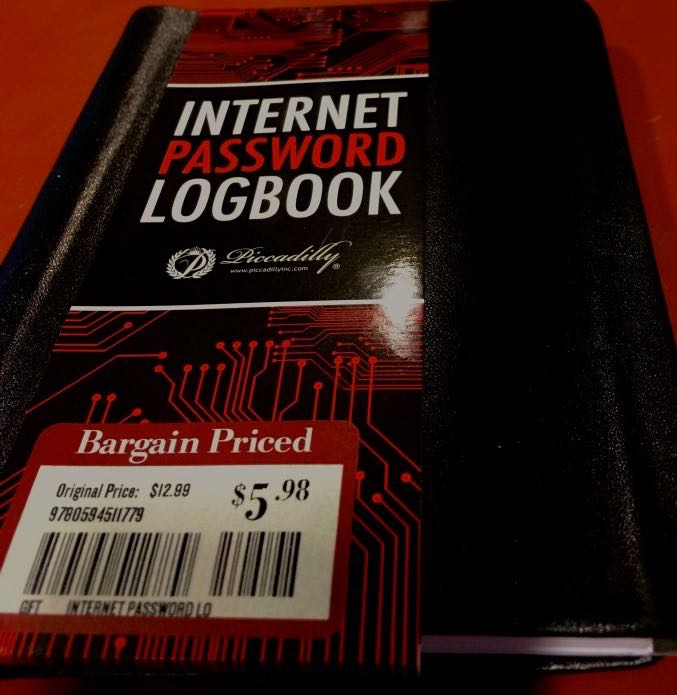 INTERNET
PASSWORD
LOGBOOK
P Piccadilly®
www.piccadillyinc.com
Bargain Priced
Original Price: $12.99 $5.98
9780594511779
GFT INTERNET PASSWORD LO